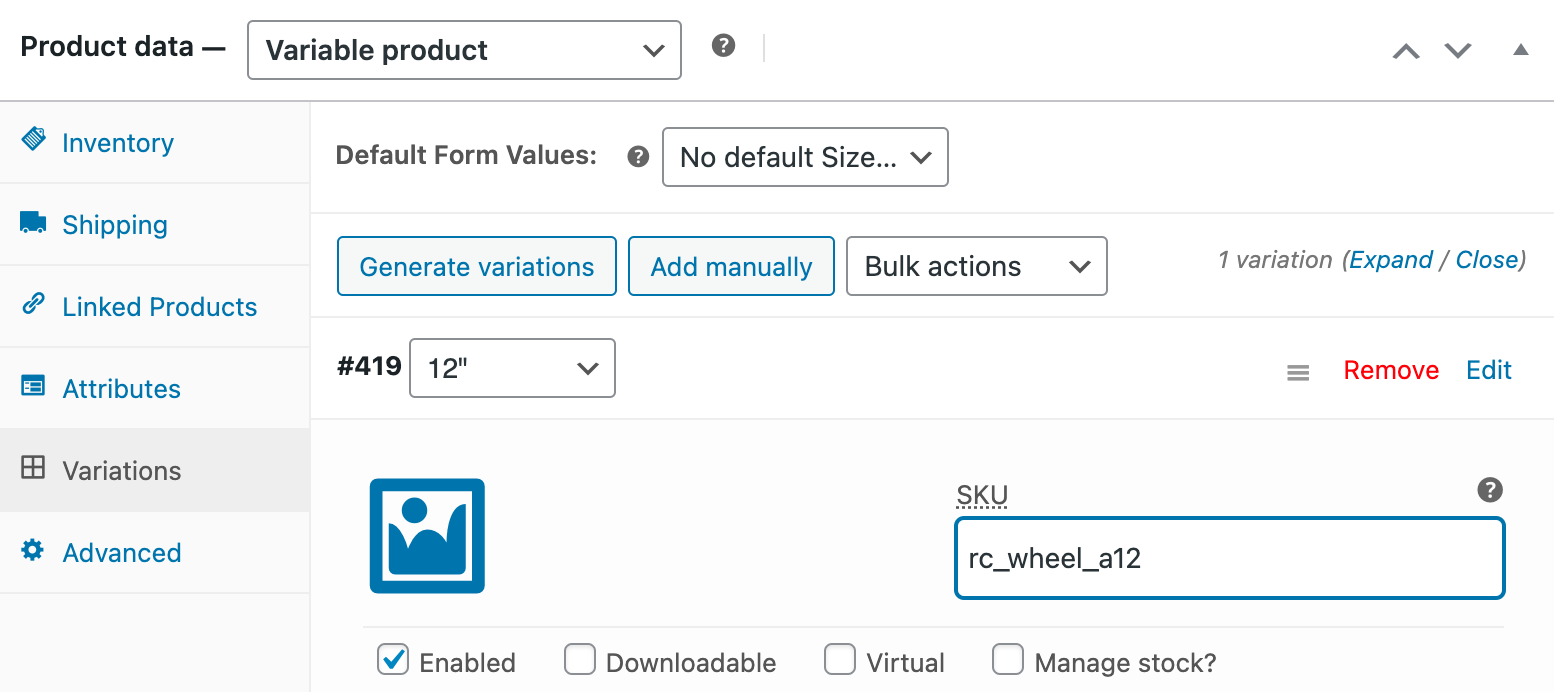 Product data — Variable product
Inventory
Shipping
Linked Products
Attributes
Variations
Advanced
Default Form Values: No default Size...
Generate variations Add manually Bulk actions 1 variation (Expand / Close)
#419 12" Remove Edit
SKU
rc_wheel_a12
Enabled Downloadable Virtual Manage stock?